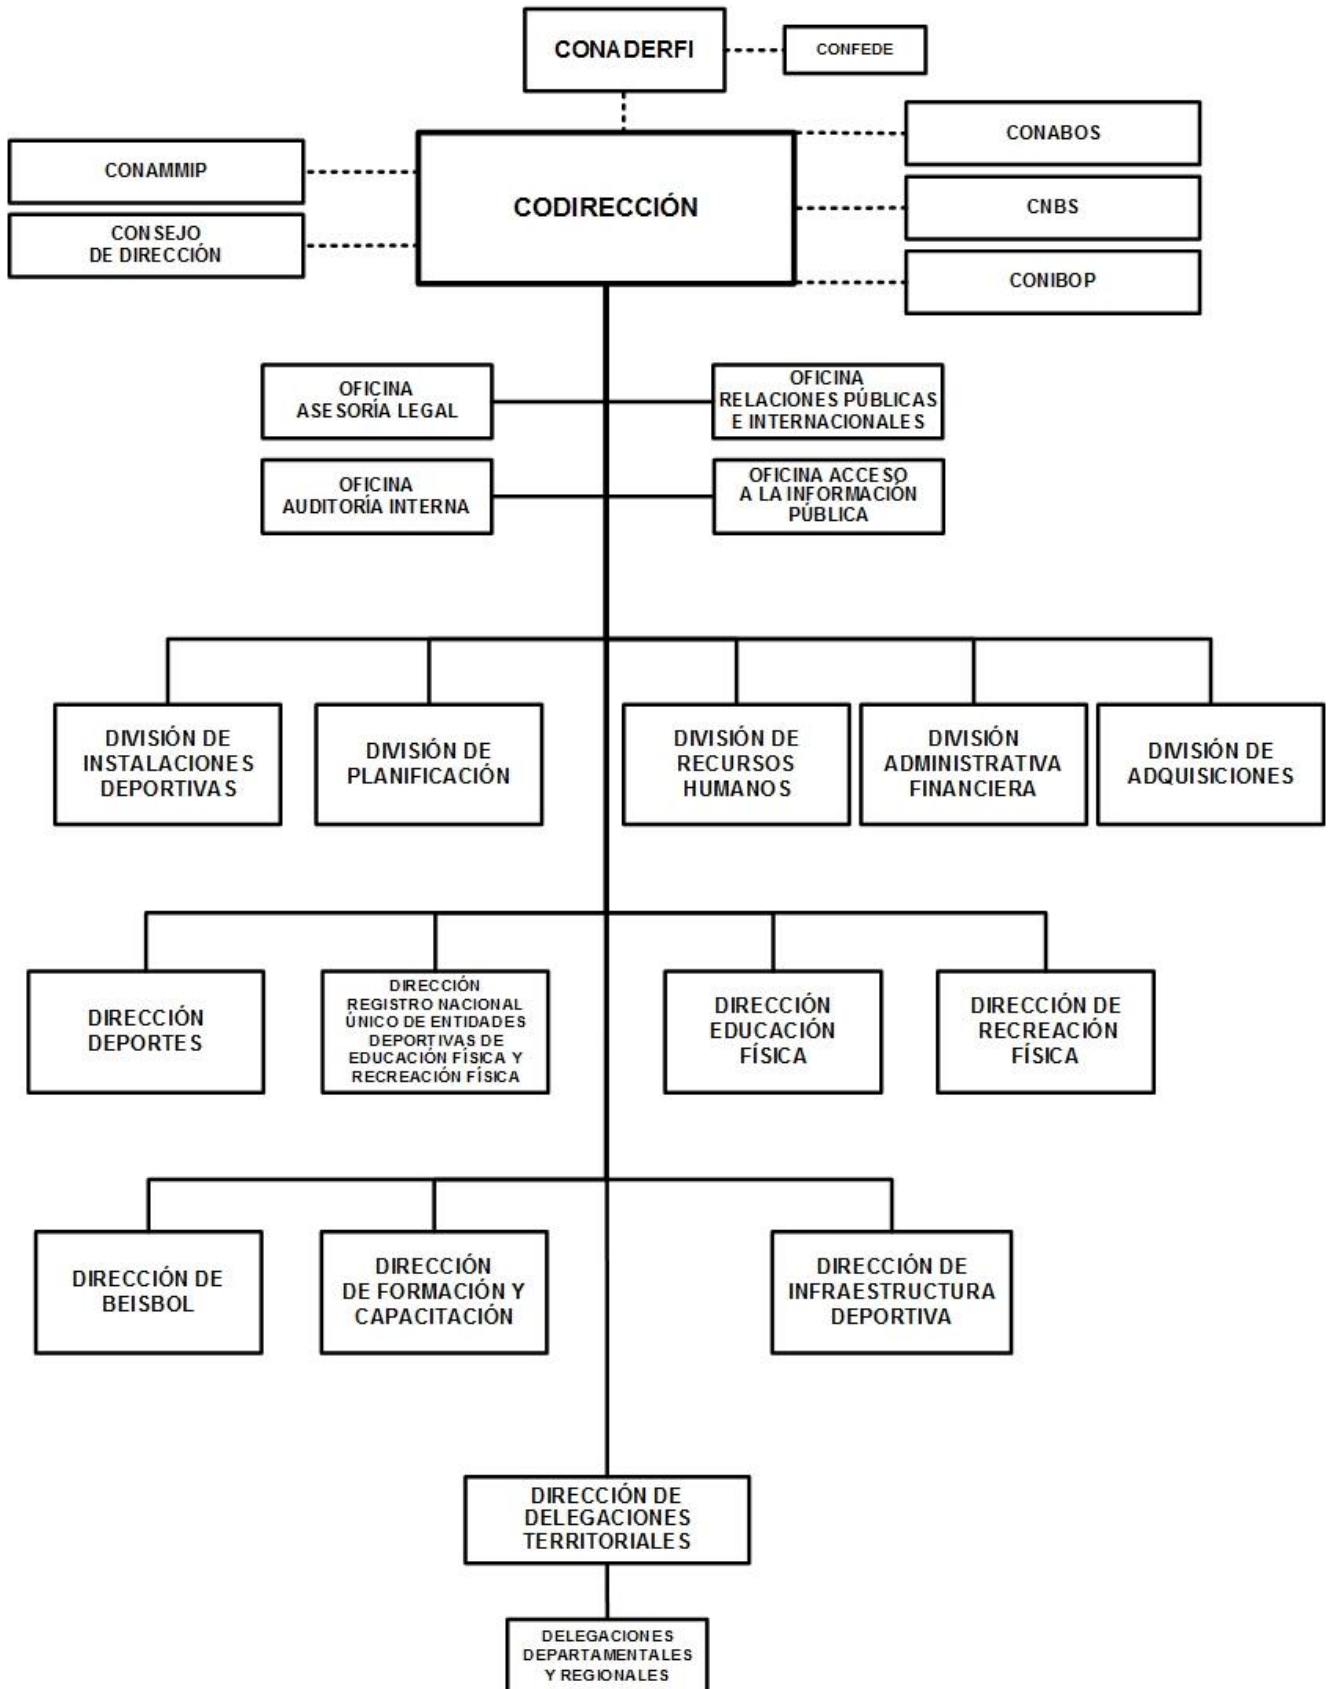 CONADERFI
CONFEDE
CONABOS
CONAMMIP
CODIRECCIÓN
CNBS
CONSEJO
DE DIRECCIÓN
CONIBOP
OFICINA
ASESORÍA LEGAL
OFICINA
RELACIONES PÚBLICAS
E INTERNACIONALES
OFICINA
AUDITORÍA INTERNA
OFICINA ACCESO
A LA INFORMACIÓN
PÚBLICA
DIVISIÓN DE
INSTALACIONES
DEPORTIVAS
DIVISIÓN DE
PLANIFICACIÓN
DIVISIÓN DE
RECURSOS
HUMANOS
DIVISIÓN
ADMINISTRATIVA
FINANCIERA
DIVISIÓN DE
ADQUISICIONES
DIRECCIÓN
DEPORTES
DIRECCIÓN
REGISTRO NACIONAL
ÚNICO DE ENTIDADES
DEPORTIVAS DE
EDUCACIÓN FÍSICA Y
RECREACIÓN FÍSICA
DIRECCIÓN
EDUCACIÓN
FÍSICA
DIRECCIÓN DE
RECREACIÓN
FÍSICA
DIRECCIÓN DE
BEISBOL
DIRECCIÓN
DE FORMACIÓN Y
CAPACITACIÓN
DIRECCIÓN DE
INFRAESTRUCTURA
DEPORTIVA
DIRECCIÓN DE
DELEGACIONES
TERRITORIALES
DELEGACIONES
DEPARTAMENTALES
Y REGIONALES